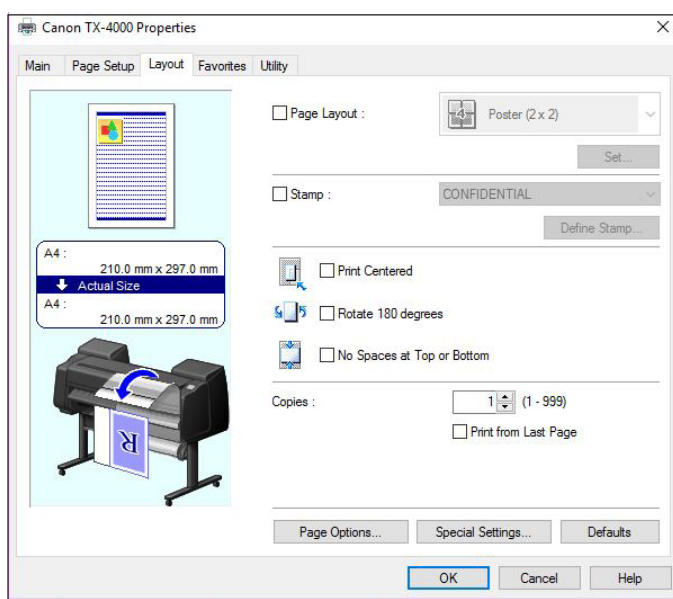 Canon TX-4000 Properties
Main Page Setup Layout Favorites Utility
Page Layout :
4
Poster (2 x 2)
Set...
Stamp :
CONFIDENTIAL
Define Stamp...
A4 :
210.0 mm x 297.0 mm
Actual Size
A4 :
210.0 mm x 297.0 mm
Print Centered
Rotate 180 degrees
No Spaces at Top or Bottom
R
Copies :
1 (1 - 999)
Print from Last Page
Page Options... Special Settings... Defaults
OK Cancel Help